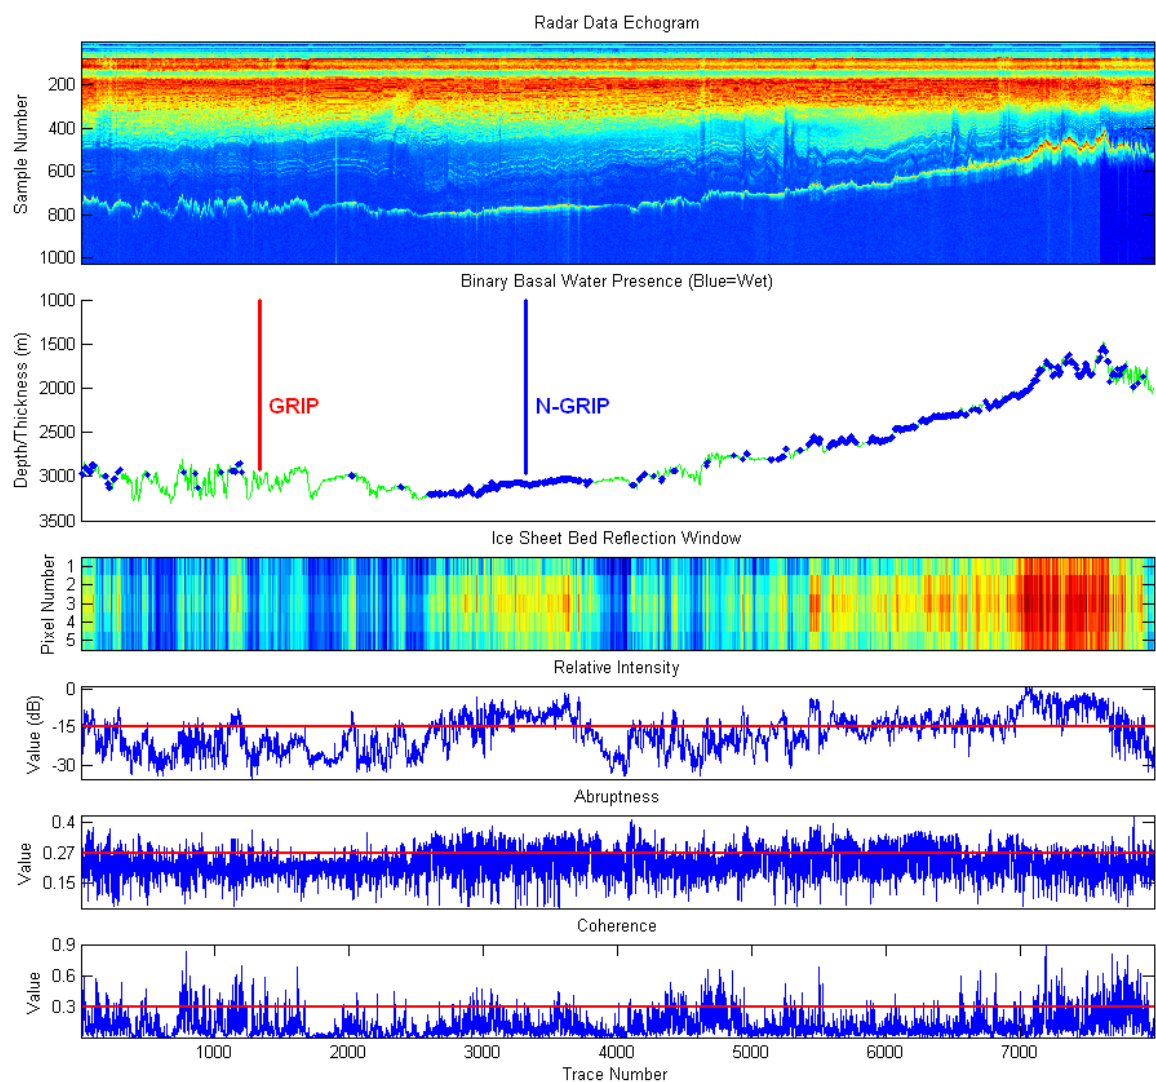 Radar Data Echogram
Sample Number
200
400
600
800
1000
Binary Basal Water Presence (Blue=Wet)
Depth/Thickness (m)
1000
1500
2000
2500
3000
3500
GRIP
N-GRIP
Ice Sheet Bed Reflection Window
Pixel Number
1
2
3
4
5
Relative Intensity
Value (dB)
0
-15
-30
Abruptness
Value
0.4
0.27
0.15
Coherence
Value
0.9
0.6
0.3
1000 2000 3000 4000 5000 6000 7000
Trace Number